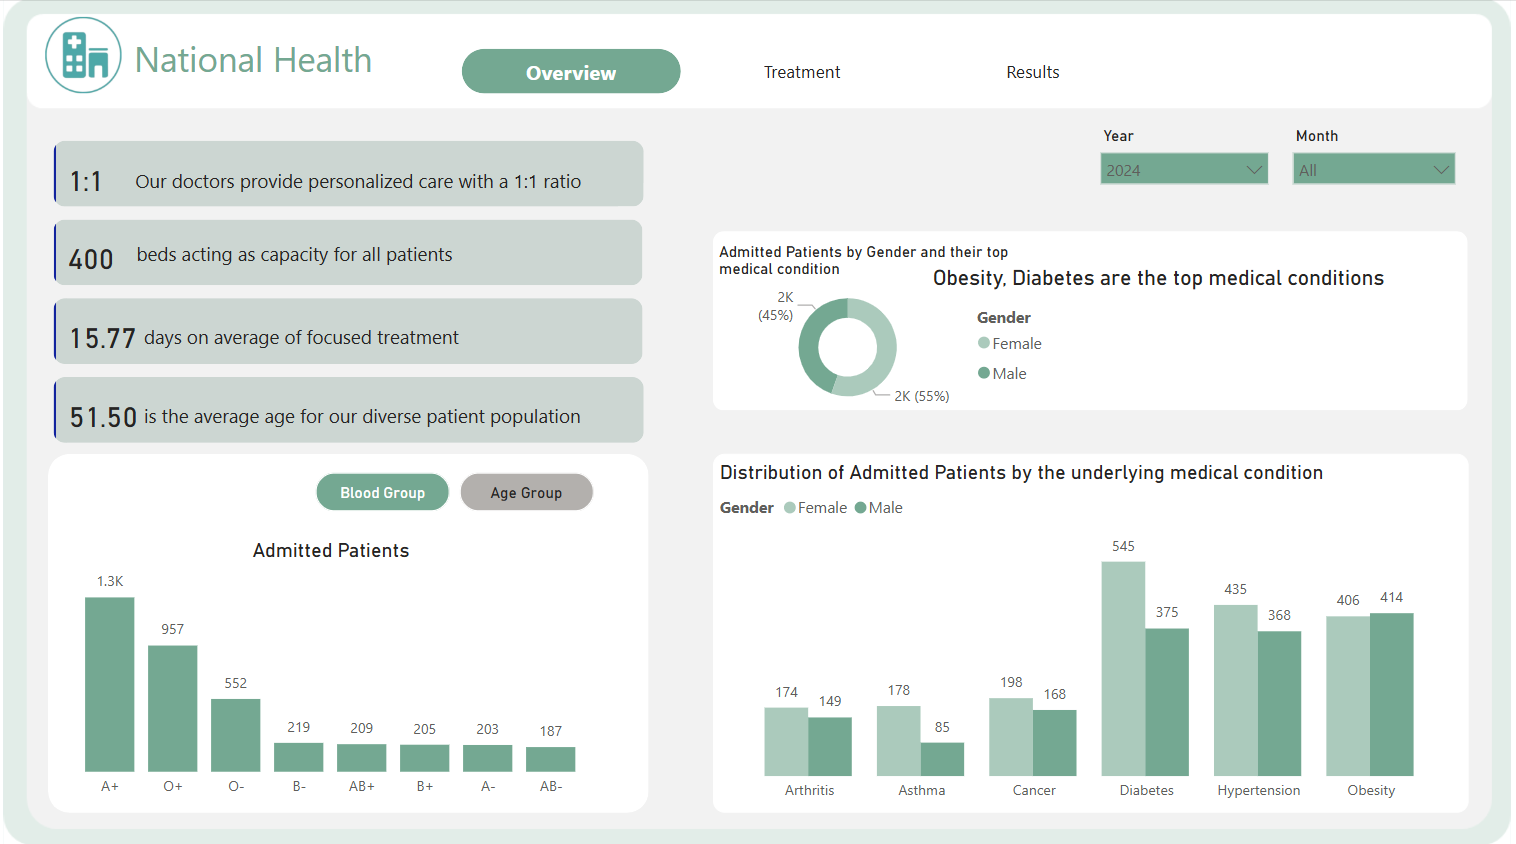 National Health
Overview
Treatment
Results
Year
Month
2024
All
1:1 Our doctors provide personalized care with a 1:1 ratio
400 beds acting as capacity for all patients
15.77 days on average of focused treatment
51.50 is the average age for our diverse patient population
Admitted Patients by Gender and their top
medical condition
Obesity, Diabetes are the top medical conditions
2K
(45%)
2K (55%)
Gender
Female
Male
Blood Group
Age Group
Admitted Patients
1.3K
957
552
219
209
205
203
187
A+
O+
O-
B-
AB+
B+
A-
AB-
Distribution of Admitted Patients by the underlying medical condition
Gender Female Male
174
149
178
85
198
168
545
375
435
368
406
414
Arthritis
Asthma
Cancer
Diabetes
Hypertension
Obesity